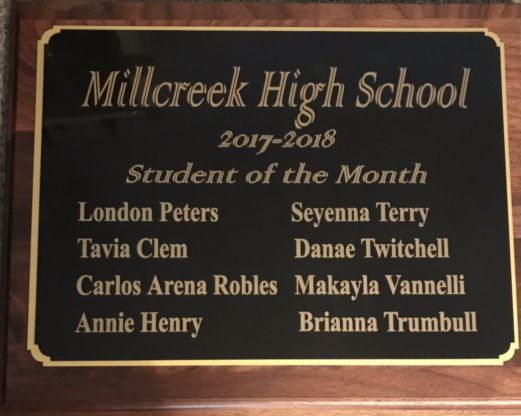 Millcreek High School
2017-2018
Student of the Month
London Peters Seyenna Terry
Tavia Clem Danae Twitchell
Carlos Arena Robles Makayla Vannelli
Annie Henry Brianna Trumbull